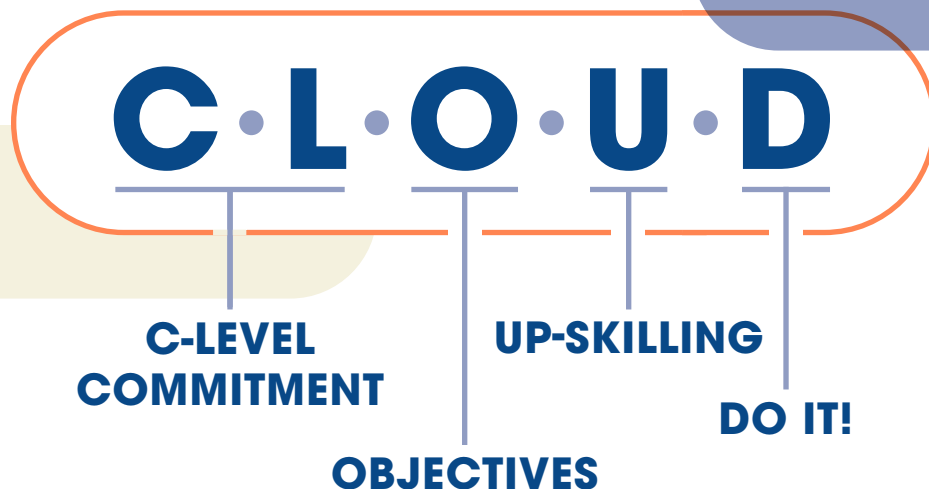 C·L·O·U·D
C-LEVEL
COMMITMENT
OBJECTIVES
UP-SKILLING
DO IT!